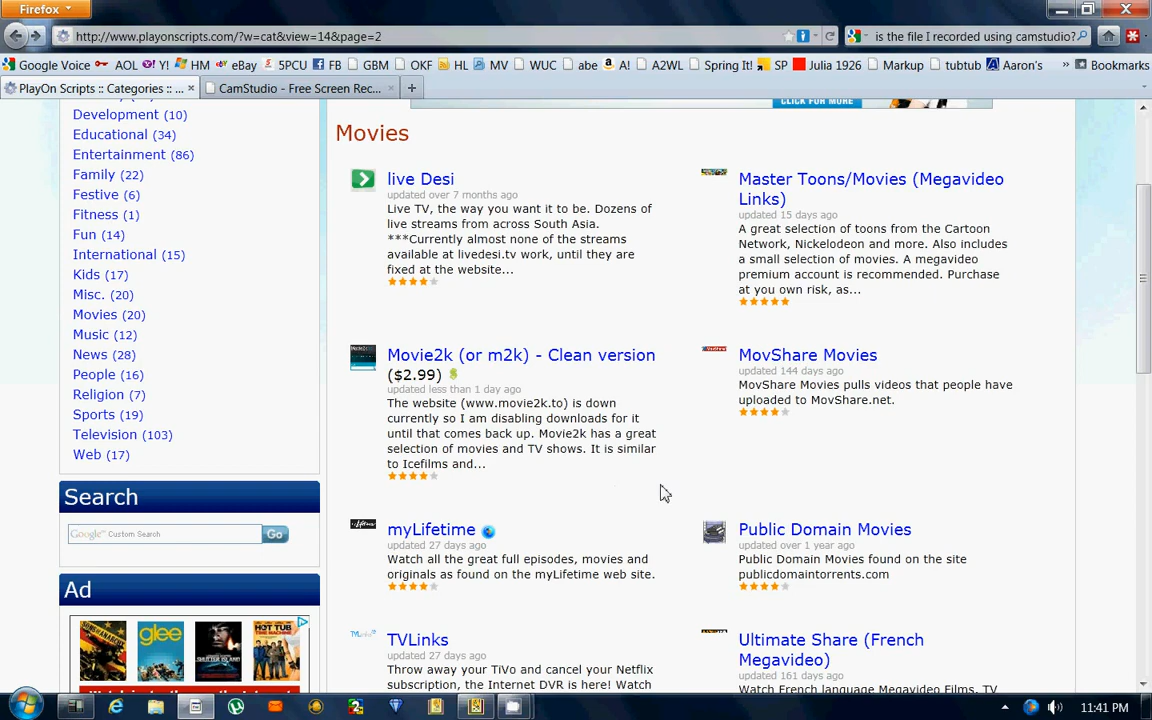 Firefox
http://www.playonscripts.com/?w=cat&view=14&page=2
is the file I recorded using camstudio?
Google Voice AOL Y! HM eBay 5PCU FB GBM OKF HL MV WUC abe A! A2WL Spring It! SP Julia 1926 Markup tubtub Aaron's » Bookmarks
PlayOn Scripts :: Categories :: ... × CamStudio - Free Screen Rec... × +
CLICK FOR MORE
Development (10)
Educational (34)
Entertainment (86)
Family (22)
Festive (6)
Fitness (1)
Fun (14)
International (15)
Kids (17)
Misc. (20)
Movies (20)
Music (12)
News (28)
People (16)
Religion (7)
Sports (19)
Television (103)
Web (17)
Search
Google™ Custom Search Go
Ad
glee
HOT TUB
Movies
live Desi
updated over 7 months ago
Live TV, the way you want it to be. Dozens of
live streams from across South Asia.
***Currently almost none of the streams
available at livedesi.tv work, until they are
fixed at the website...
Master Toons/Movies (Megavideo
Links)
updated 15 days ago
A great selection of toons from the Cartoon
Network, Nickelodeon and more. Also includes
a small selection of movies. A megavideo
premium account is recommended. Purchase
at you own risk, as...
Movie2k (or m2k) - Clean version
($2.99)
updated less than 1 day ago
The website (www.movie2k.to) is down
currently so I am disabling downloads for it
until that comes back up. Movie2k has a great
selection of movies and TV shows. It is similar
to Icefilms and...
MovShare Movies
updated 144 days ago
MovShare Movies pulls videos that people have
uploaded to MovShare.net.
myLifetime
updated 27 days ago
Watch all the great full episodes, movies and
originals as found on the myLifetime web site.
Public Domain Movies
updated over 1 year ago
Public Domain Movies found on the site
publicdomaintorrents.com
TVLinks
updated 27 days ago
Throw away your TiVo and cancel your Netflix
subscription, the Internet DVR is here! Watch
Ultimate Share (French
Megavideo)
updated 161 days ago
Watch French language Megavideo Films, TV
11:41 PM